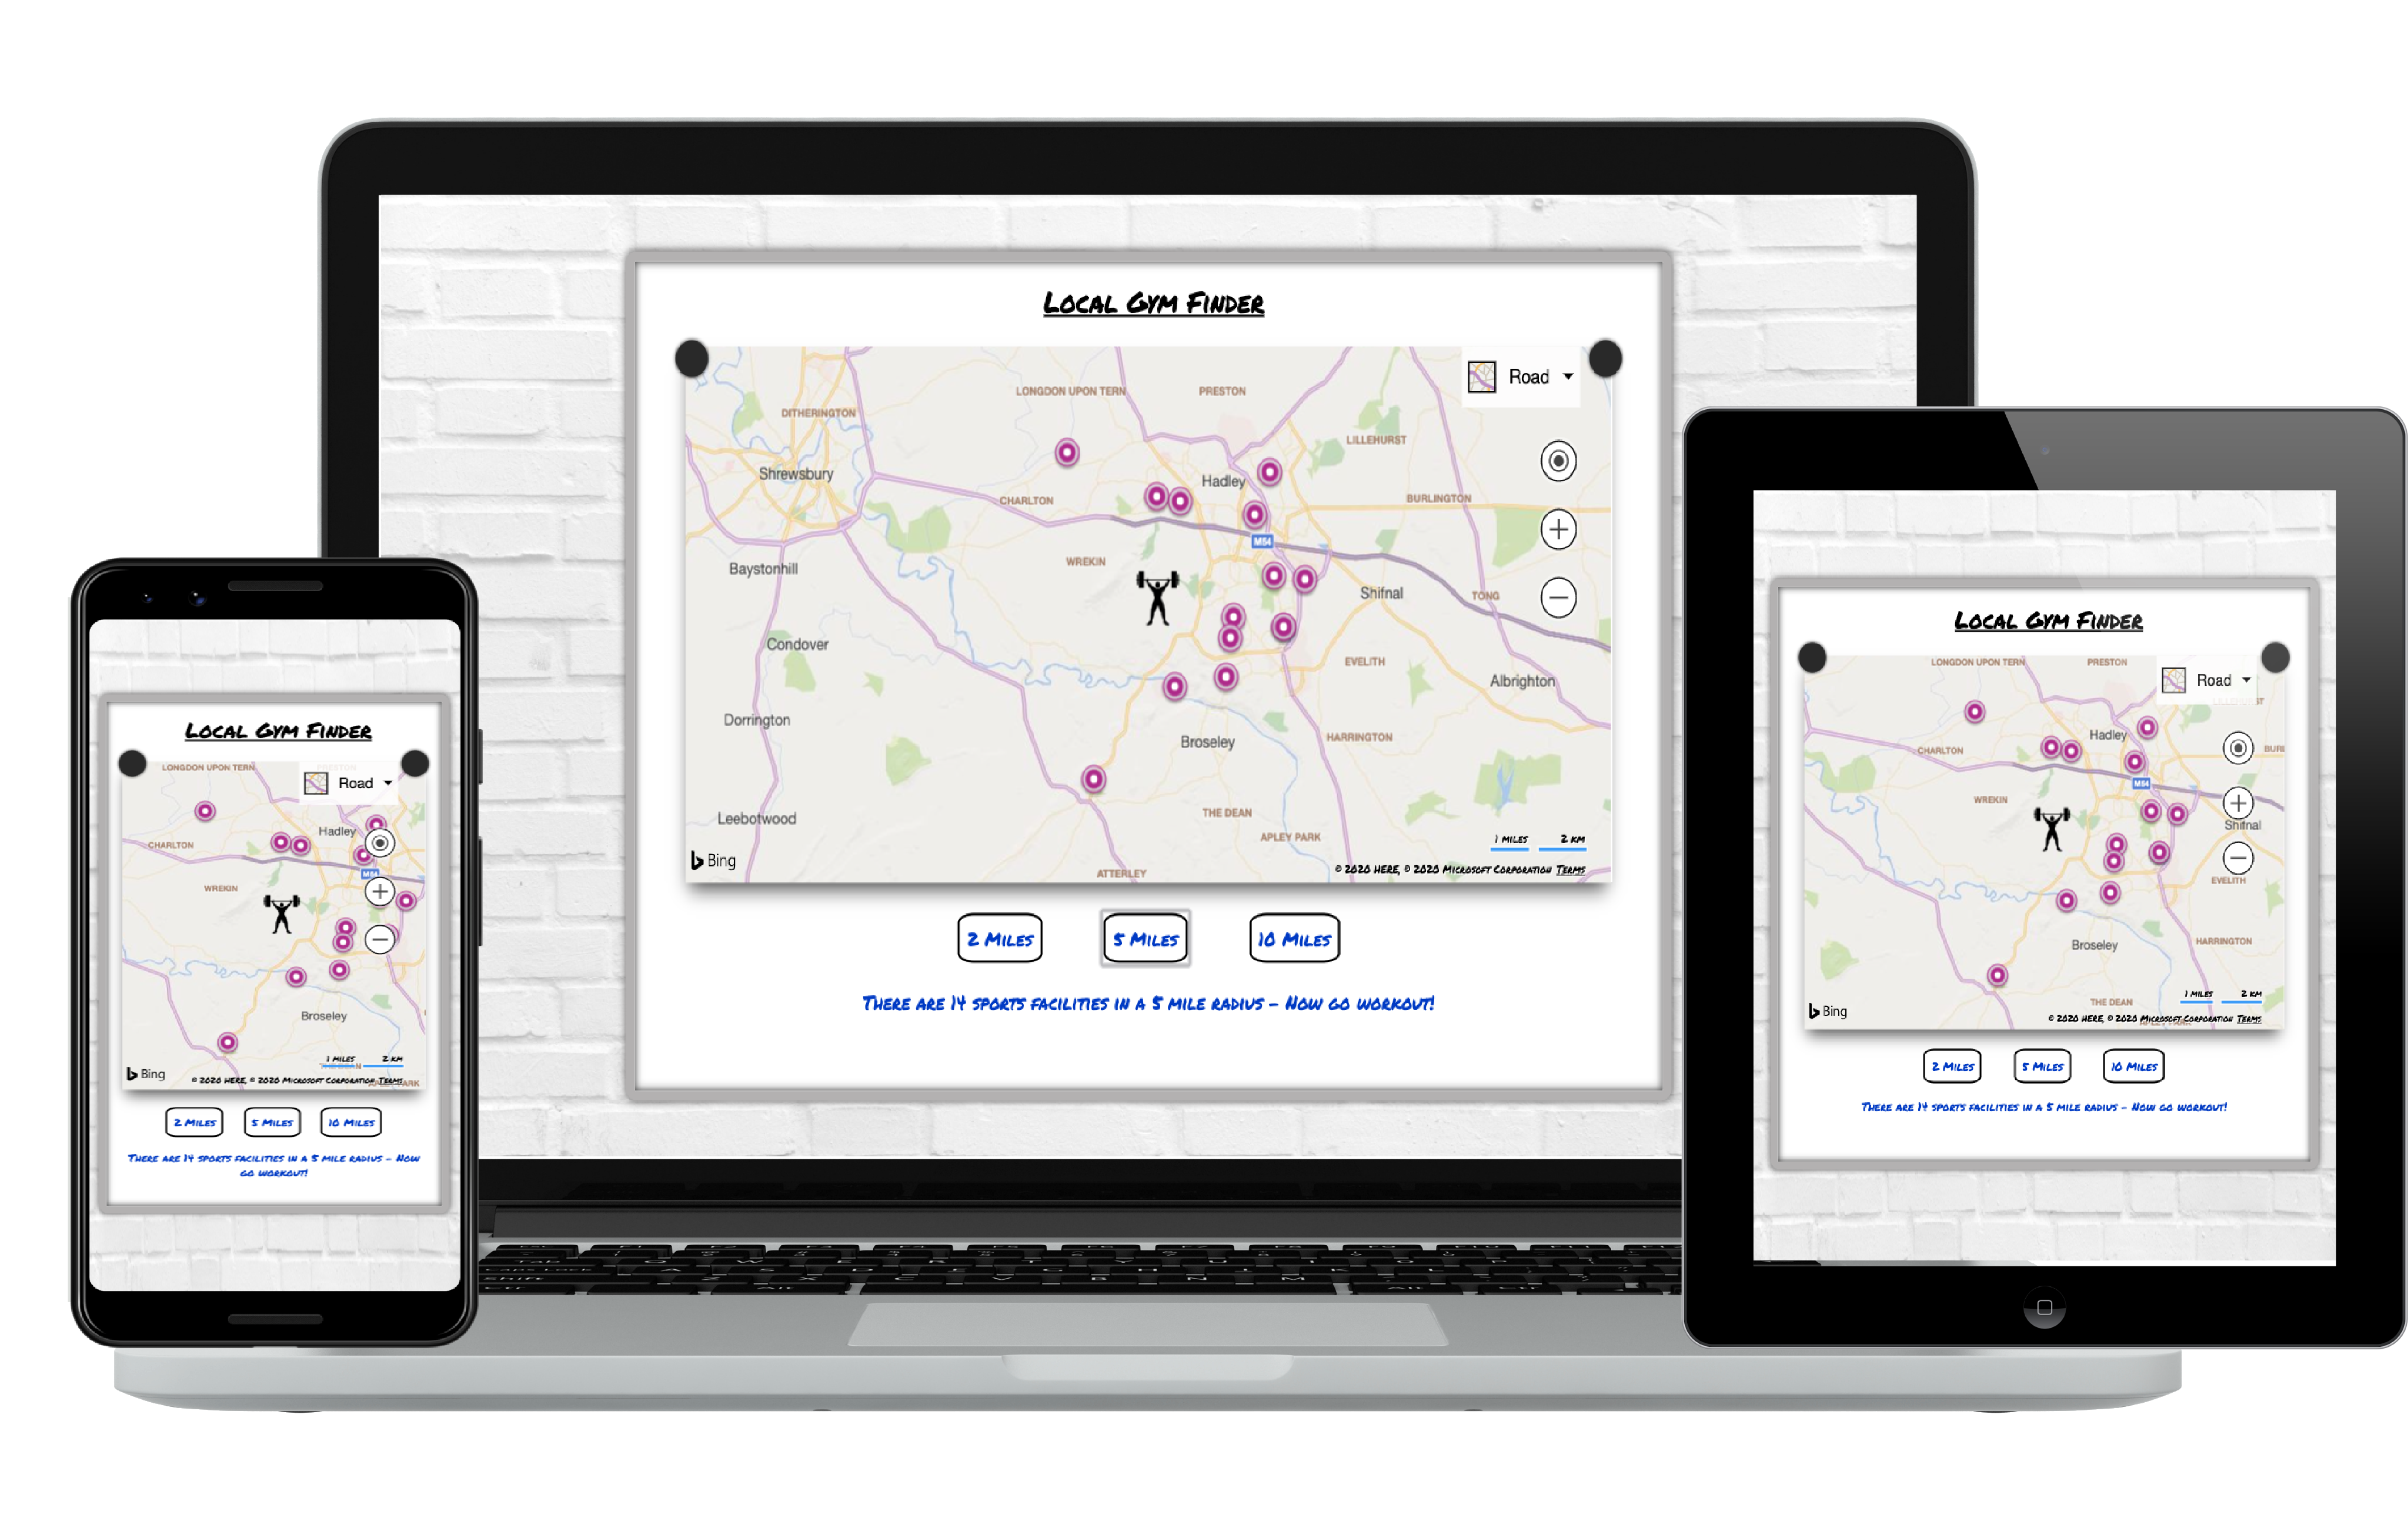 Local Gym Finder
Road
LONGDON UPON TERN
PRESTON
DITHERINGTON
LILLEHURST
Shrewsbury
Hadley
CHARLTON
BURLINGTON
M54
WREKIN
Baystonhill
Shifnal
TONG
Condover
EVELITH
Albrighton
Dorrington
HARRINGTON
Broseley
THE DEAN
Leebotwood
APLEY PARK
1 miles 2 km
Bing
© 2020 HERE, © 2020 Microsoft Corporation Terms
ATTERLEY
2 Miles 5 Miles 10 Miles
There are 14 sports facilities in a 5 mile radius - Now go workout!
Local Gym Finder
LONGDON UPON TERN
Road
Hadley
CHARLTON
M54
WREKIN
Broseley
1 miles 2 km
Bing
© 2020 HERE, © 2020 Microsoft Corporation Terms
2 Miles 5 Miles 10 Miles
There are 14 sports facilities in a 5 mile radius - Now
go workout!
Local Gym Finder
LONGDON UPON TERN
PRESTON
Road
Hadley
CHARLTON
M54
WREKIN
Shifnal
EVELITH
Broseley
HARRINGTON
THE DEAN
1 miles 2 km
Bing
© 2020 HERE, © 2020 Microsoft Corporation Terms
2 Miles 5 Miles 10 Miles
There are 14 sports facilities in a 5 mile radius - Now go workout!